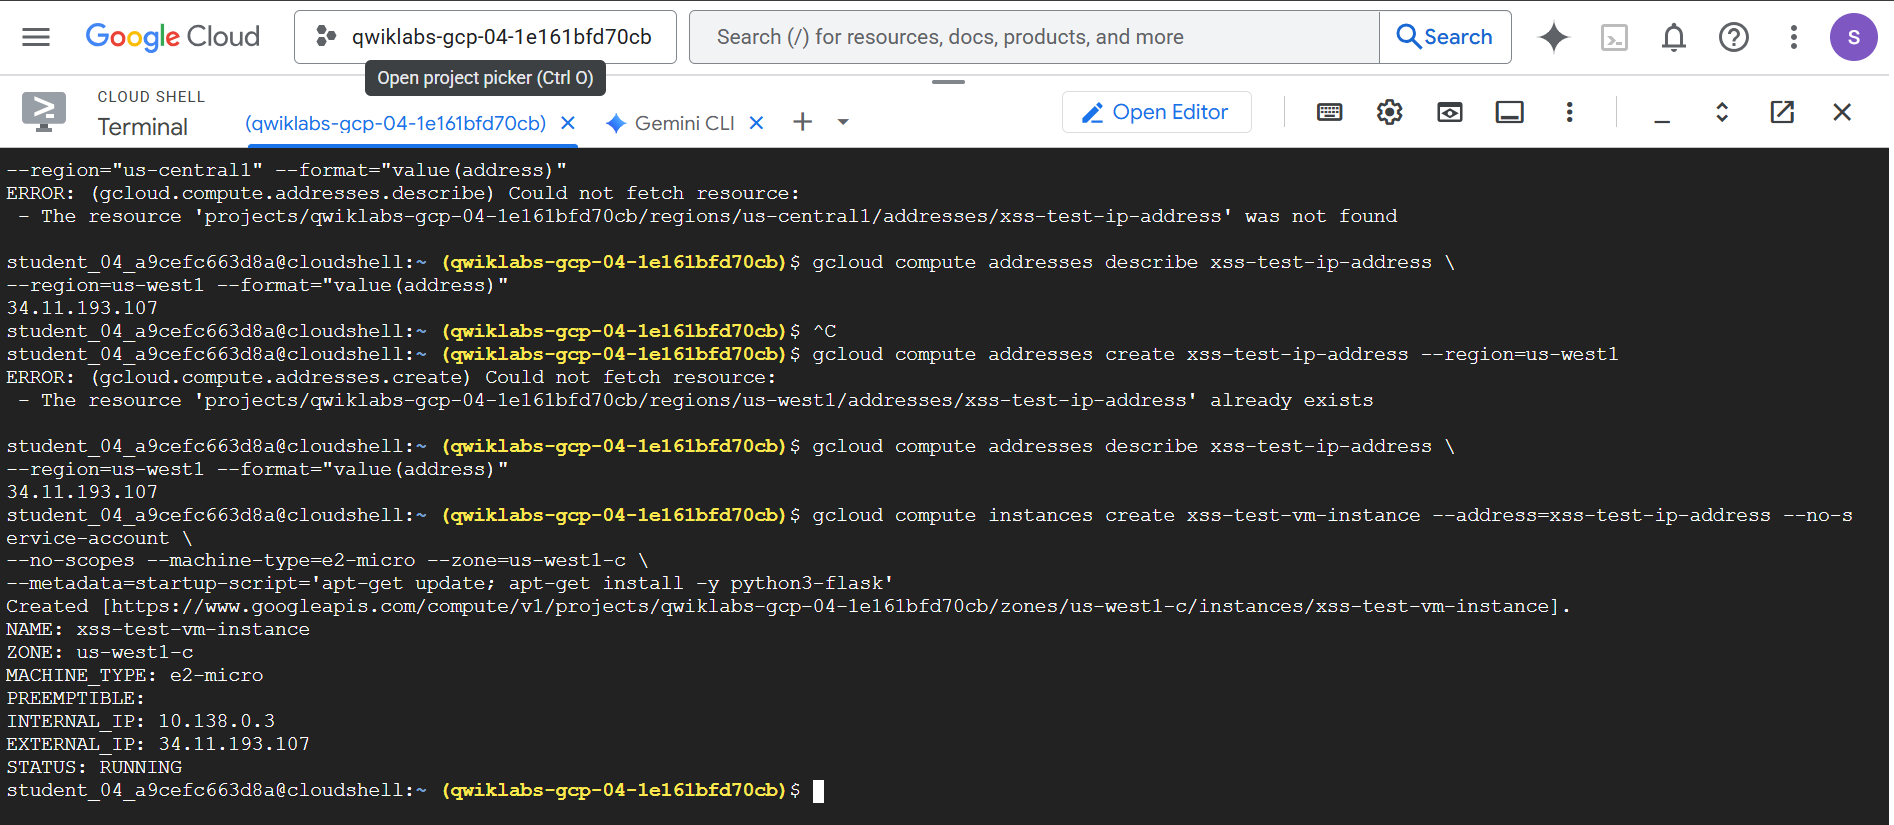 Google Cloud
qwiklabs-gcp-04-1e161bfd70cb
Search (/) for resources, docs, products, and more
Search
S
Open project picker (Ctrl O)
CLOUD SHELL
Terminal
(qwiklabs-gcp-04-1e161bfd70cb)
Gemini CLI
Open Editor
--region="us-central1" --format="value(address)"
ERROR: (gcloud.compute.addresses.describe) Could not fetch resource:
 - The resource 'projects/qwiklabs-gcp-04-1e161bfd70cb/regions/us-central1/addresses/xss-test-ip-address' was not found
student_04_a9cefc663d8a@cloudshell:~ (qwiklabs-gcp-04-1e161bfd70cb)$ gcloud compute addresses describe xss-test-ip-address \
--region=us-west1 --format="value(address)"
34.11.193.107
student_04_a9cefc663d8a@cloudshell:~ (qwiklabs-gcp-04-1e161bfd70cb)$ ^C
student_04_a9cefc663d8a@cloudshell:~ (qwiklabs-gcp-04-1e161bfd70cb)$ gcloud compute addresses create xss-test-ip-address --region=us-west1
ERROR: (gcloud.compute.addresses.create) Could not fetch resource:
 - The resource 'projects/qwiklabs-gcp-04-1e161bfd70cb/regions/us-west1/addresses/xss-test-ip-address' already exists
student_04_a9cefc663d8a@cloudshell:~ (qwiklabs-gcp-04-1e161bfd70cb)$ gcloud compute addresses describe xss-test-ip-address \
--region=us-west1 --format="value(address)"
34.11.193.107
student_04_a9cefc663d8a@cloudshell:~ (qwiklabs-gcp-04-1e161bfd70cb)$ gcloud compute instances create xss-test-vm-instance --address=xss-test-ip-address --no-s
ervice-account \
--no-scopes --machine-type=e2-micro --zone=us-west1-c \
--metadata=startup-script='apt-get update; apt-get install -y python3-flask'
Created [https://www.googleapis.com/compute/v1/projects/qwiklabs-gcp-04-1e161bfd70cb/zones/us-west1-c/instances/xss-test-vm-instance].
NAME: xss-test-vm-instance
ZONE: us-west1-c
MACHINE_TYPE: e2-micro
PREEMPTIBLE:
INTERNAL_IP: 10.138.0.3
EXTERNAL_IP: 34.11.193.107
STATUS: RUNNING
student_04_a9cefc663d8a@cloudshell:~ (qwiklabs-gcp-04-1e161bfd70cb)$